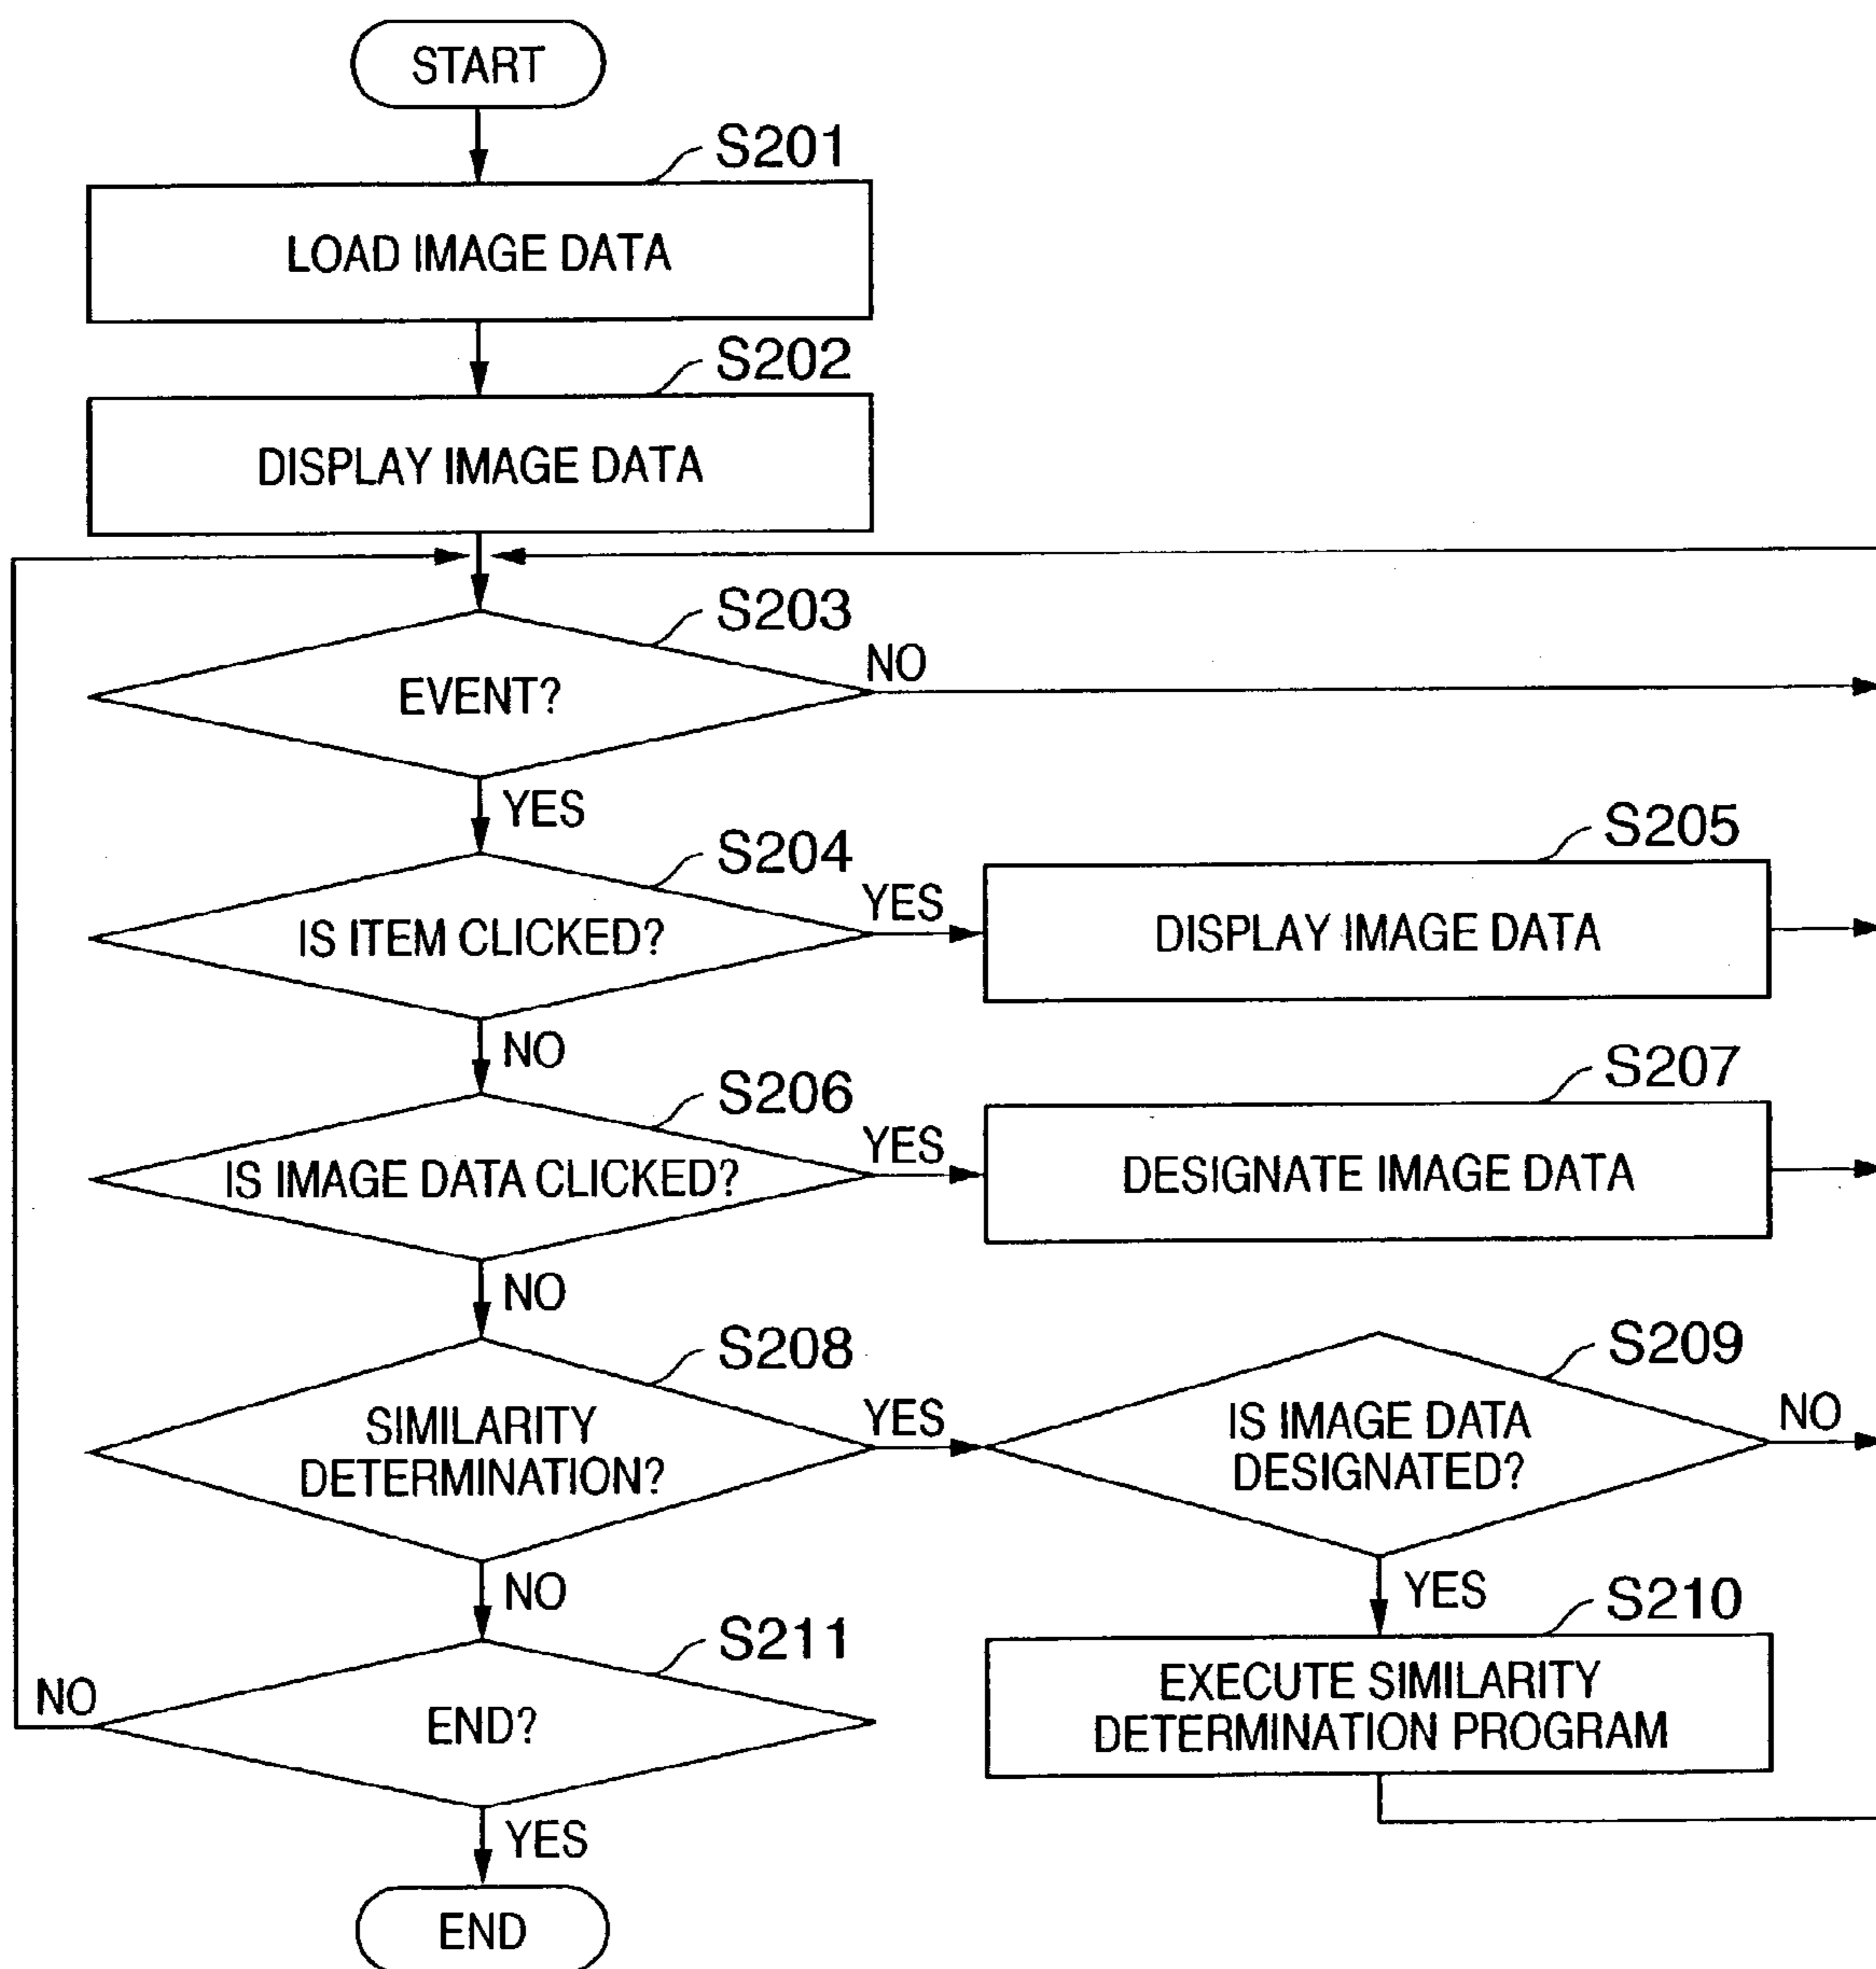 START
S201
LOAD IMAGE DATA
S202
DISPLAY IMAGE DATA
S203
EVENT?
NO
YES
S204
IS ITEM CLICKED?
YES
S205
DISPLAY IMAGE DATA
NO
S206
IS IMAGE DATA CLICKED?
YES
S207
DESIGNATE IMAGE DATA
NO
S208
SIMILARITY
DETERMINATION?
YES
S209
IS IMAGE DATA
DESIGNATED?
NO
YES
S210
EXECUTE SIMILARITY
DETERMINATION PROGRAM
NO
S211
END?
NO
YES
END